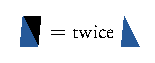 = twice